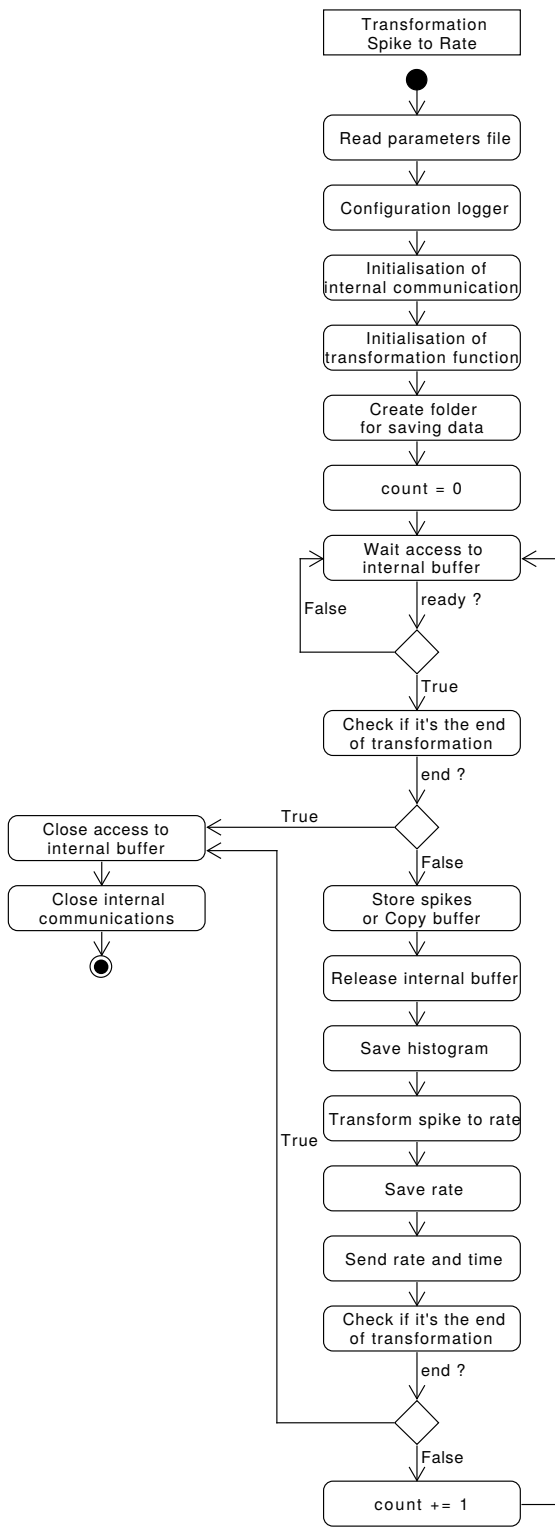 Transformation
Spike to Rate
Read parameters file
Configuration logger
Initialisation of
internal communication
Initialisation of
transformation function
Create folder
for saving data
count = 0
Wait access to
internal buffer
ready ?
False
True
Check if it's the end
of transformation
end ?
True
Close access to
internal buffer
False
Close internal
communications
Store spikes
or Copy buffer
Release internal buffer
Save histogram
Transform spike to rate
True
Save rate
Send rate and time
Check if it's the end
of transformation
end ?
False
count += 1